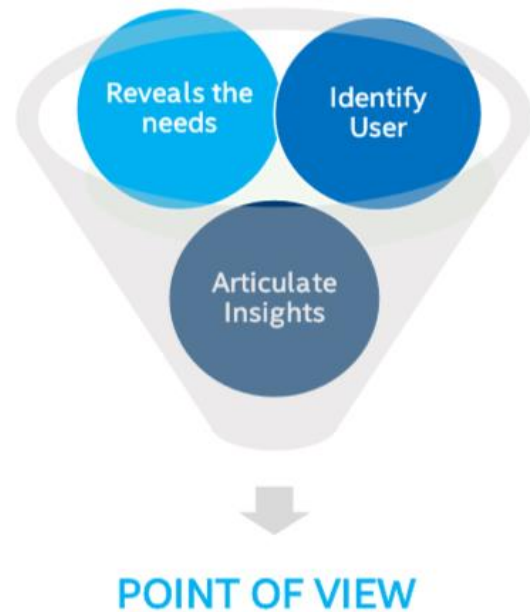 Reveals the
needs
Identify
User
Articulate
Insights
POINT OF VIEW